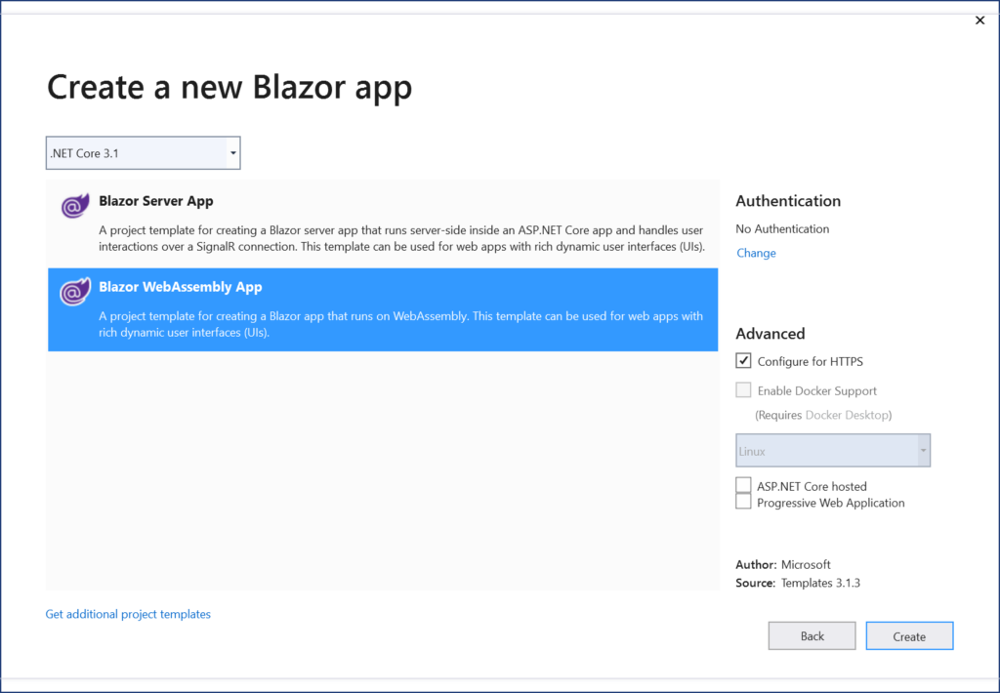 Create a new Blazor app
.NET Core 3.1
Blazor Server App
A project template for creating a Blazor server app that runs server-side inside an ASP.NET Core app and handles user
interactions over a SignalR connection. This template can be used for web apps with rich dynamic user interfaces (UIs).
Blazor WebAssembly App
A project template for creating a Blazor app that runs on WebAssembly. This template can be used for web apps with
rich dynamic user interfaces (UIs).
Get additional project templates
Authentication
No Authentication
Change
Advanced
Configure for HTTPS
Enable Docker Support
(Requires Docker Desktop)
Linux
ASP.NET Core hosted
Progressive Web Application
Author: Microsoft
Source: Templates 3.1.3
Back
Create